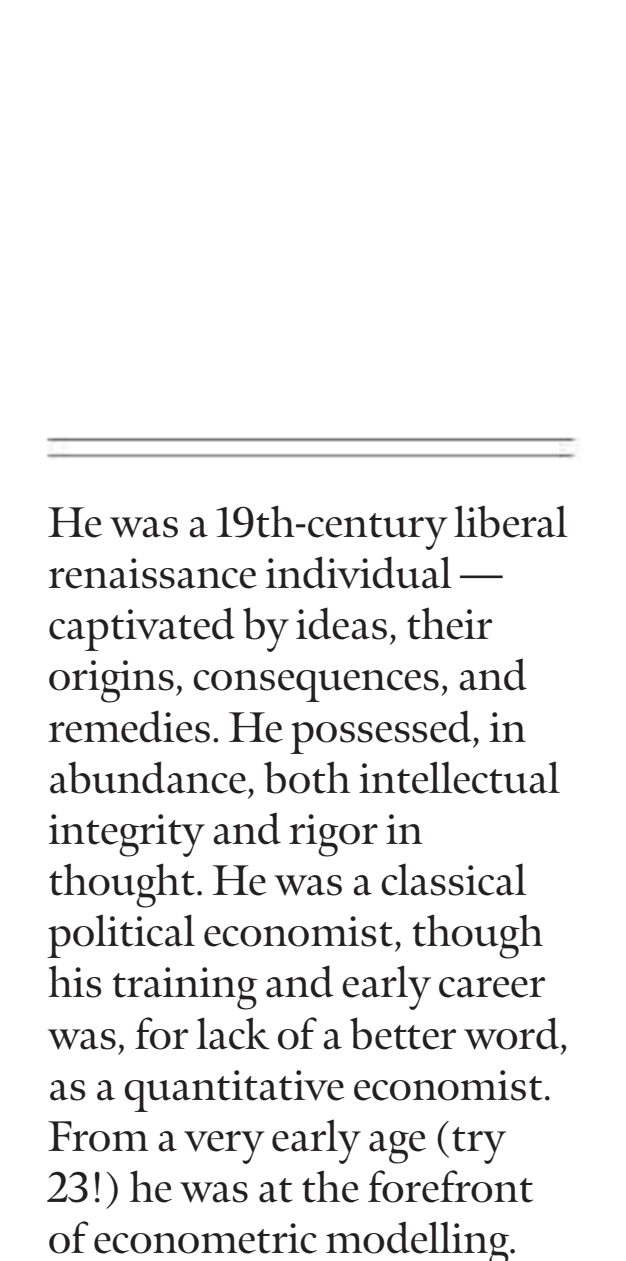 He was a 19th-century liberal
renaissance individual —
captivated by ideas, their
origins, consequences, and
remedies. He possessed, in
abundance, both intellectual
integrity and rigor in
thought. He was a classical
political economist, though
his training and early career
was, for lack of a better word,
as a quantitative economist.
From a very early age (try
23!) he was at the forefront
of econometric modelling.